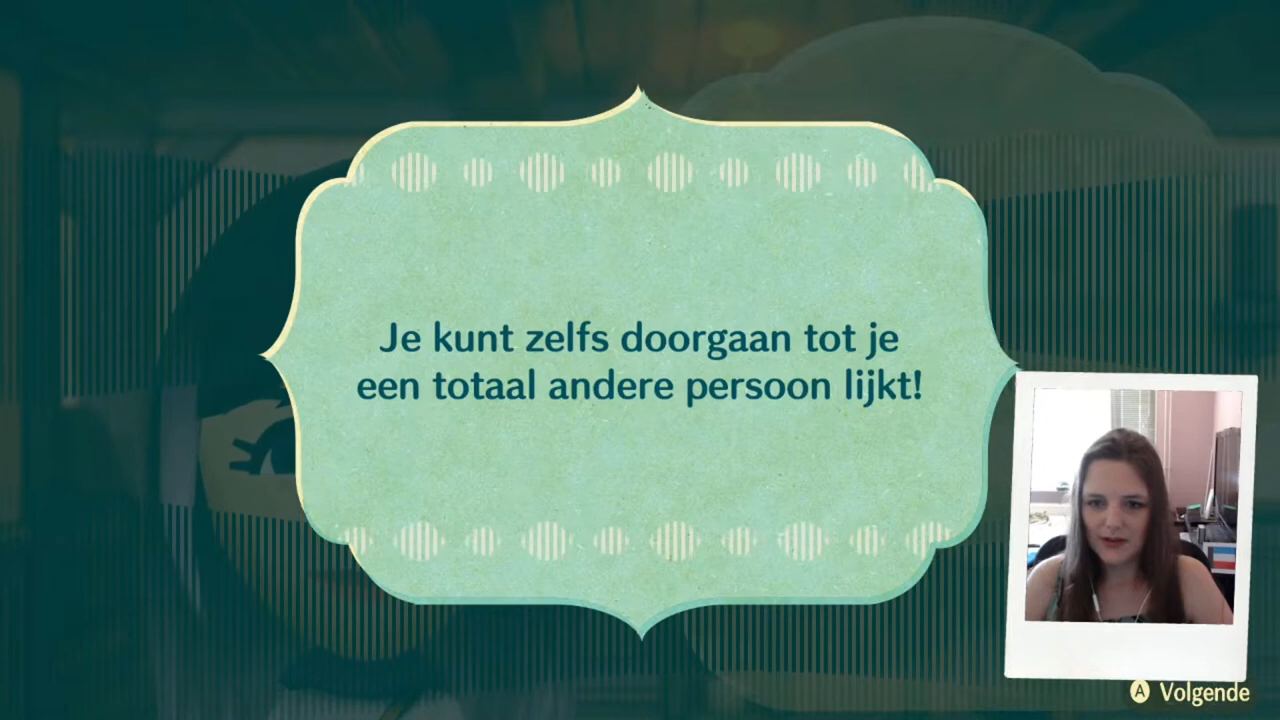 Je kunt zelfs doorgaan tot je
een totaal andere persoon lijkt!
A Volgende